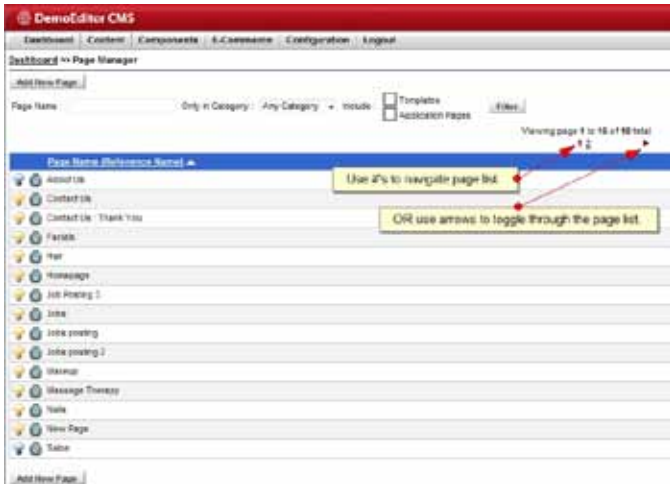 DemoEditor CMS
Dashboard Content Components E-Commerce Configuration Logout
Dashboard >> Page Manager
Add New Page
Page Name Only in Category: Any Category Include Templates
Application Pages
Filter
Viewing page 1 to 15 of total
1 2
Page Name (Reference Name)
About Us
Use #'s to navigate page list.
Contact Us
Contact Us Thank You
OR use arrows to toggle through the page list.
Facials
Hair
Homepage
Job Posting 3
Jobs
Jobs posting
Jobs posting 2
Makeup
Massage Therapy
Nails
New Page
Salon
Add New Page